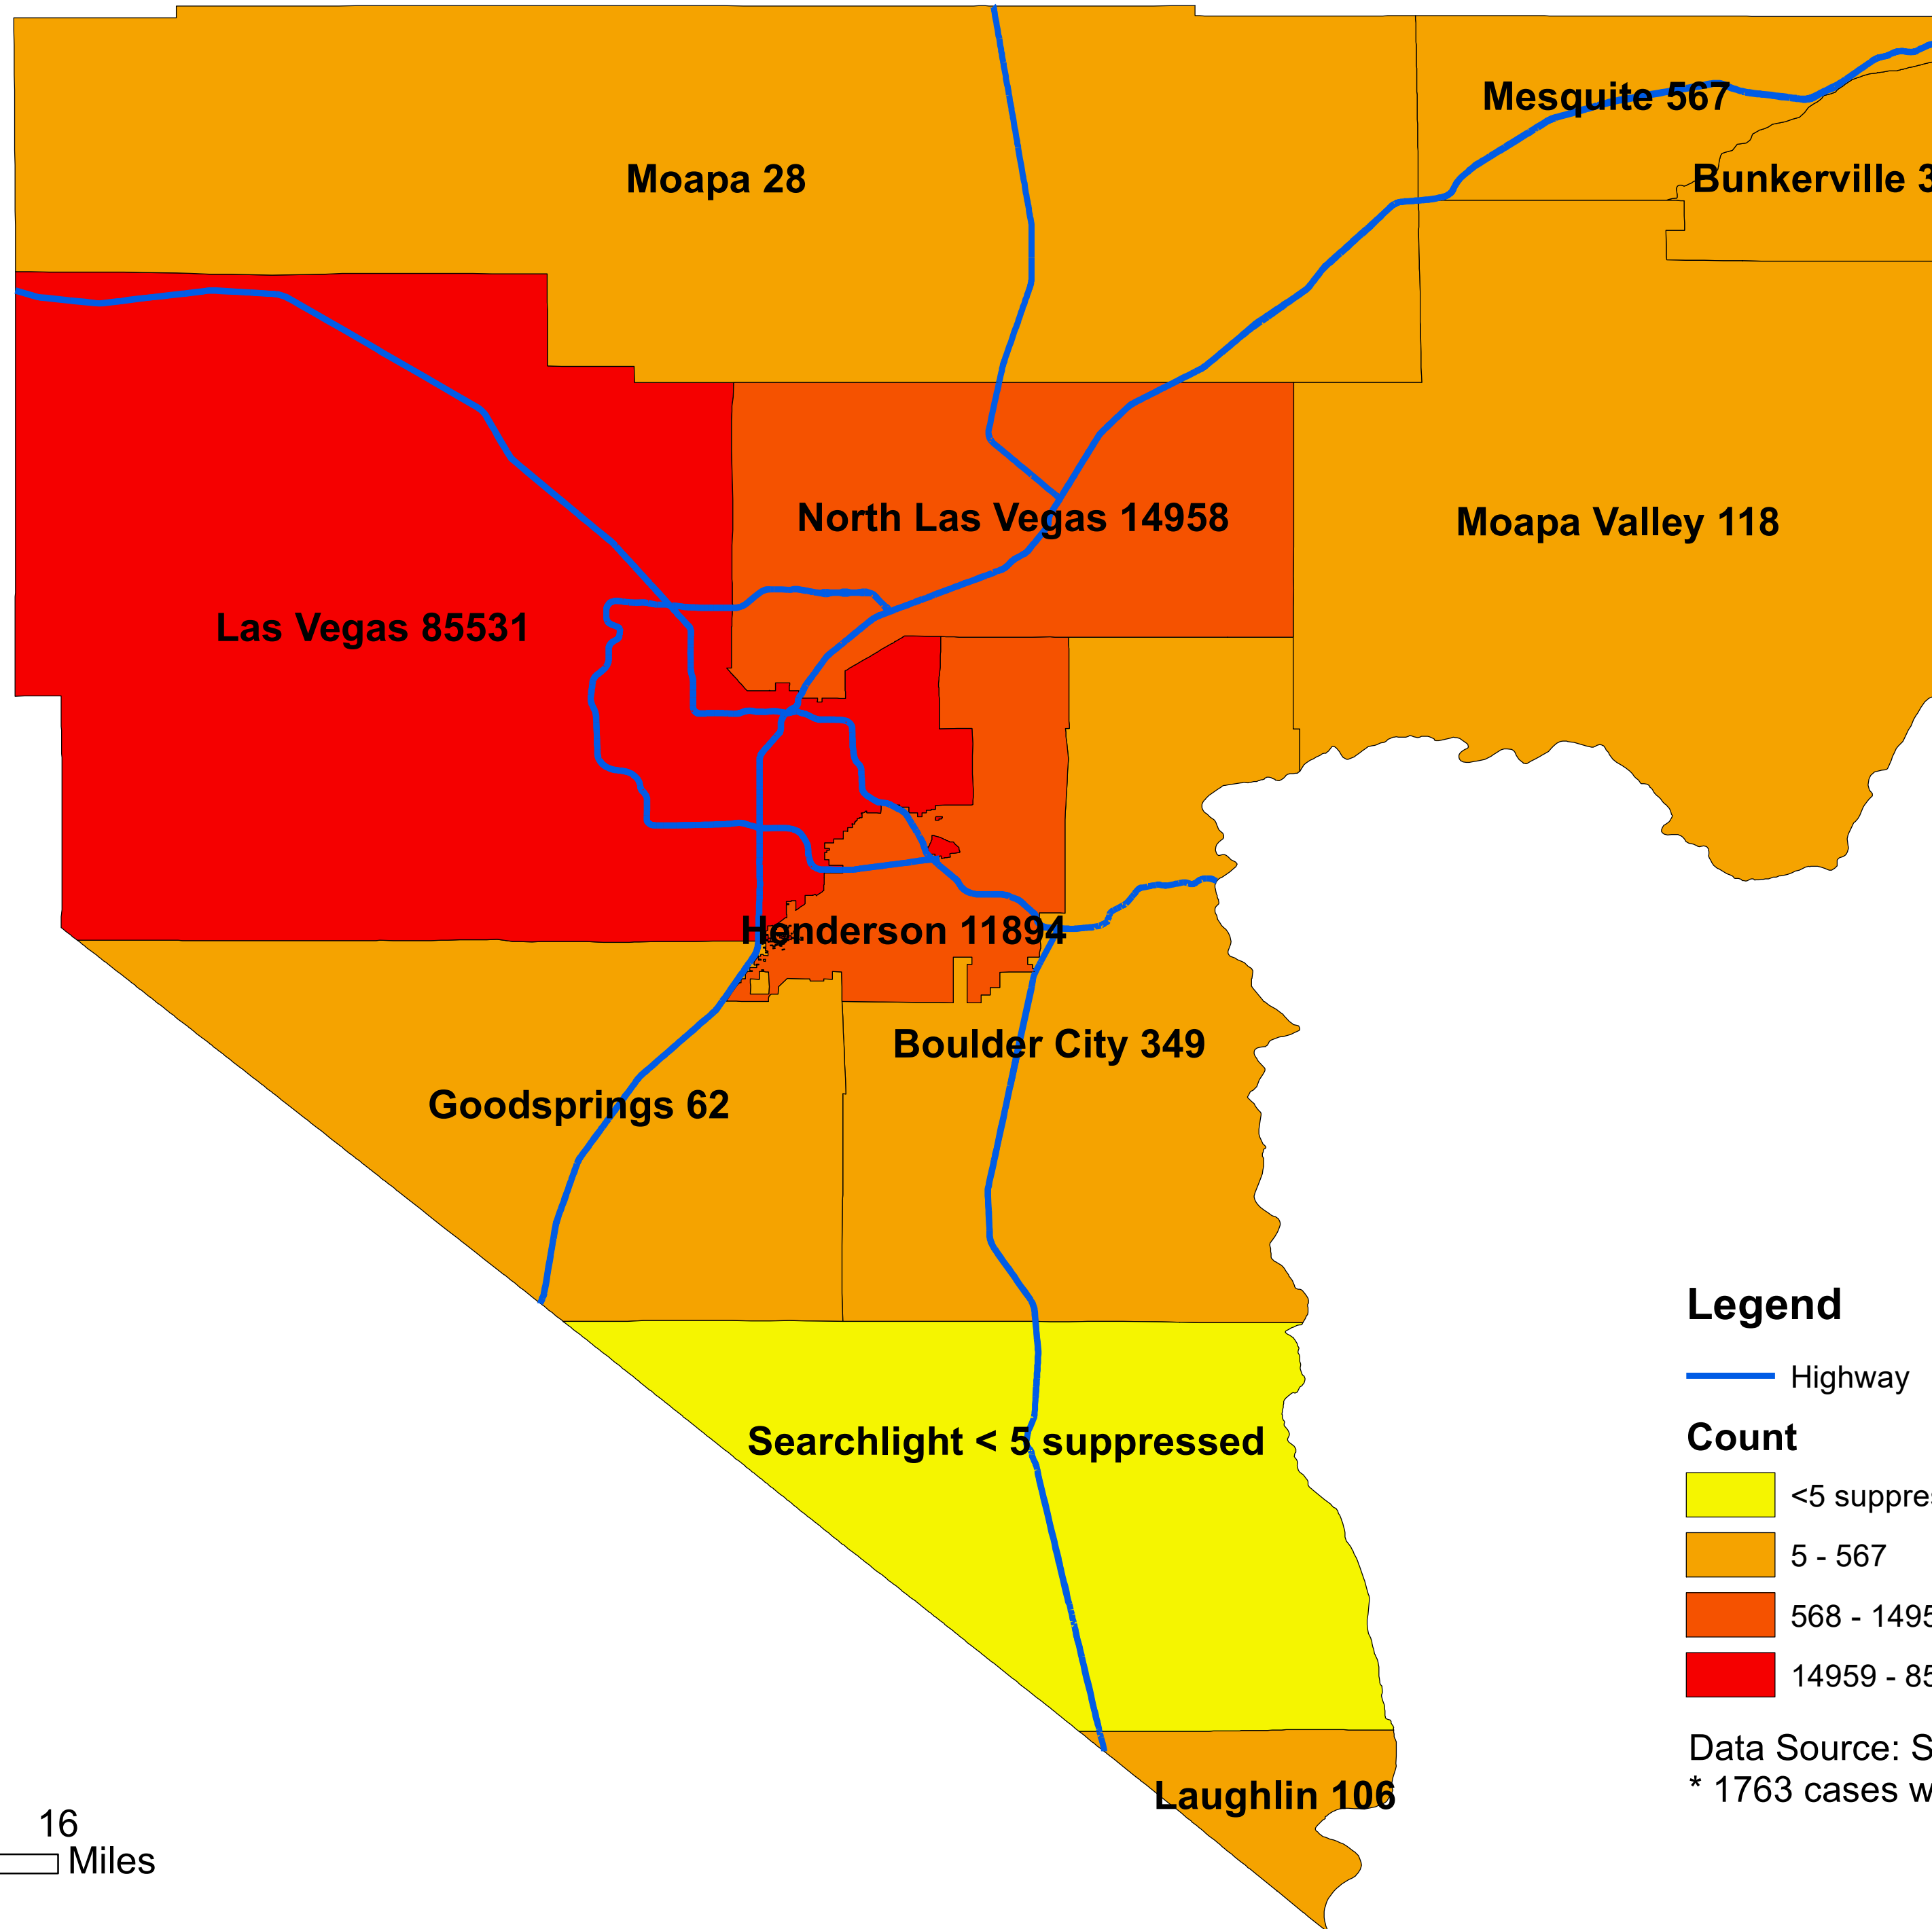 Mesquite 567
Moapa 28
Bunkerville 3
North Las Vegas 14958
Moapa Valley 118
Las Vegas 85531
Henderson 11894
Boulder City 349
Goodsprings 62
Searchlight < 5 suppressed
Laughlin 106
Legend
Highway
Count
<5 suppre
5 - 567
568 - 1495
14959 - 85
Data Source: S
* 1763 cases w
16
Miles